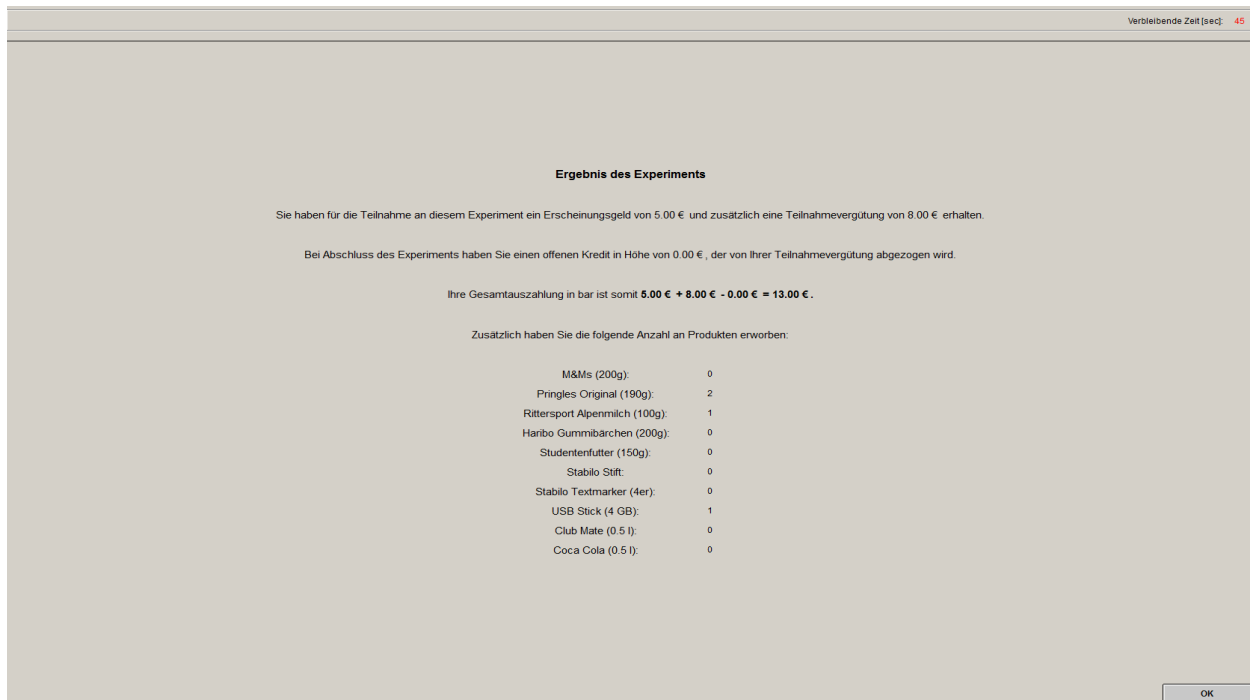 Verbleibende Zeit [sec]: 45
Ergebnis des Experiments
Sie haben für die Teilnahme an diesem Experiment ein Erscheinungsgeld von 5.00 € und zusätzlich eine Teilnahmevergütung von 8.00 € erhalten.
Bei Abschluss des Experiments haben Sie einen offenen Kredit in Höhe von 0.00 € , der von Ihrer Teilnahmevergütung abgezogen wird.
Ihre Gesamtauszahlung in bar ist somit 5.00 € + 8.00 € - 0.00 € = 13.00 € .
Zusätzlich haben Sie die folgende Anzahl an Produkten erworben:
M&Ms (200g): 0
Pringles Original (190g): 2
Rittersport Alpenmilch (100g): 1
Haribo Gummibärchen (200g): 0
Studentenfutter (150g): 0
Stabilo Stift: 0
Stabilo Textmarker (4er): 0
USB Stick (4 GB): 1
Club Mate (0.5 l): 0
Coca Cola (0.5 l): 0
OK